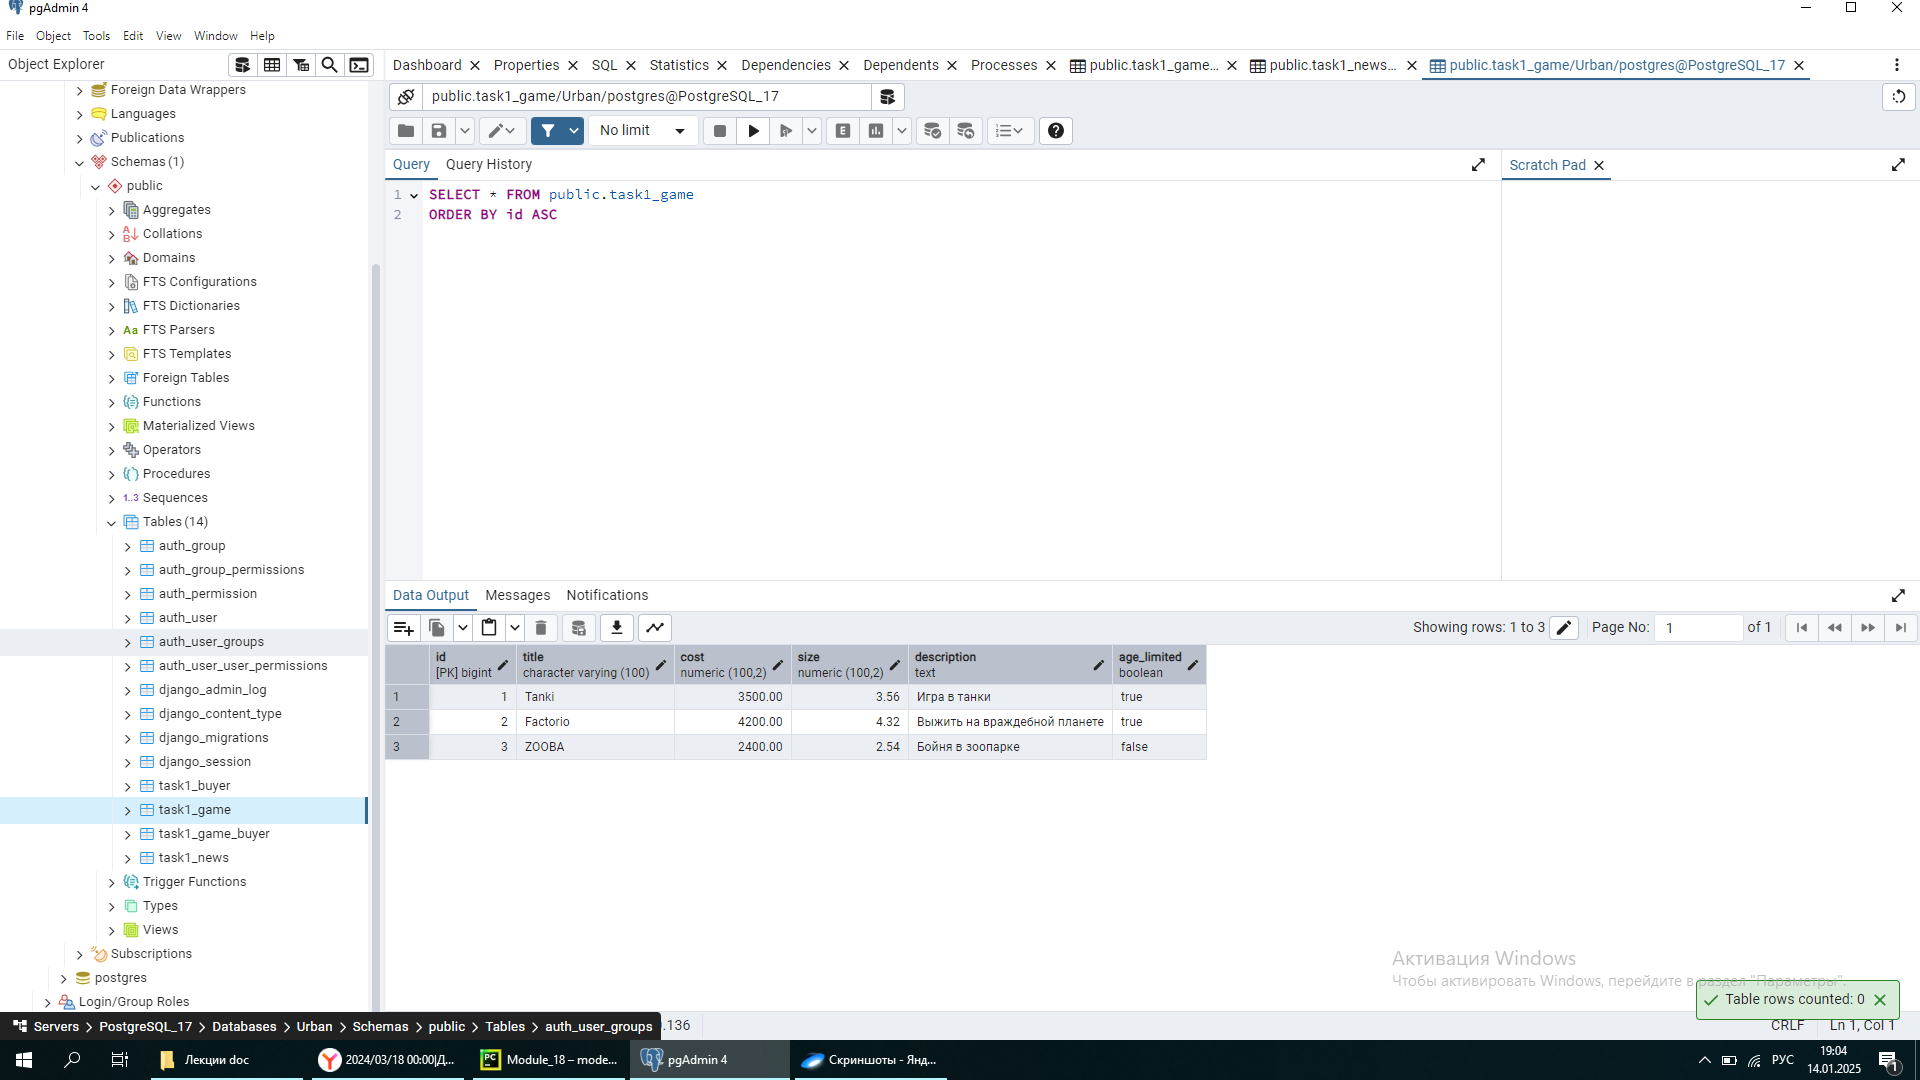 pgAdmin 4
File Object Tools Edit View Window Help
Object Explorer
Foreign Data Wrappers
Languages
Publications
Schemas (1)
public
Aggregates
Collations
Domains
FTS Configurations
FTS Dictionaries
Aa FTS Parsers
FTS Templates
Foreign Tables
Functions
Materialized Views
Operators
Procedures
1..3 Sequences
Tables (14)
auth_group
auth_group_permissions
auth_permission
auth_user
auth_user_groups
auth_user_user_permissions
django_admin_log
django_content_type
django_migrations
django_session
task1_buyer
task1_game
task1_game_buyer
task1_news
Trigger Functions
Types
Views
Subscriptions
postgres
Login/Group Roles
Dashboard Properties SQL Statistics Dependencies Dependents Processes public.task1_game... public.task1_news... public.task1_game/Urban/postgres@PostgreSQL_17
public.task1_game/Urban/postgres@PostgreSQL_17
No limit E
Query Query History
Scratch Pad
1 SELECT * FROM public.task1_game
2 ORDER BY id ASC
Data Output Messages Notifications
Showing rows: 1 to 3 Page No: 1 of 1
id title cost size description age_limited
[PK] bigint character varying (100) numeric (100,2) numeric (100,2) text boolean
1 1 Tanki 3500.00 3.56 Игра в танки true
2 2 Factorio 4200.00 4.32 Выжить на враждебной планете true
3 3 ZOOBA 2400.00 2.54 Бойня в зоопарке false
Активация Windows
Чтобы активировать Windows, перейдите в раздел "Параметры".
Table rows counted: 0
Servers PostgreSQL_17 Databases Urban Schemas public Tables auth_user_groups .136 CRLF Ln 1, Col 1
Лекции doc 2024/03/18 00:00|Д... Module_18 – mode... pgAdmin 4 Скриншоты - Янд... РУС
19:04
14.01.2025
1